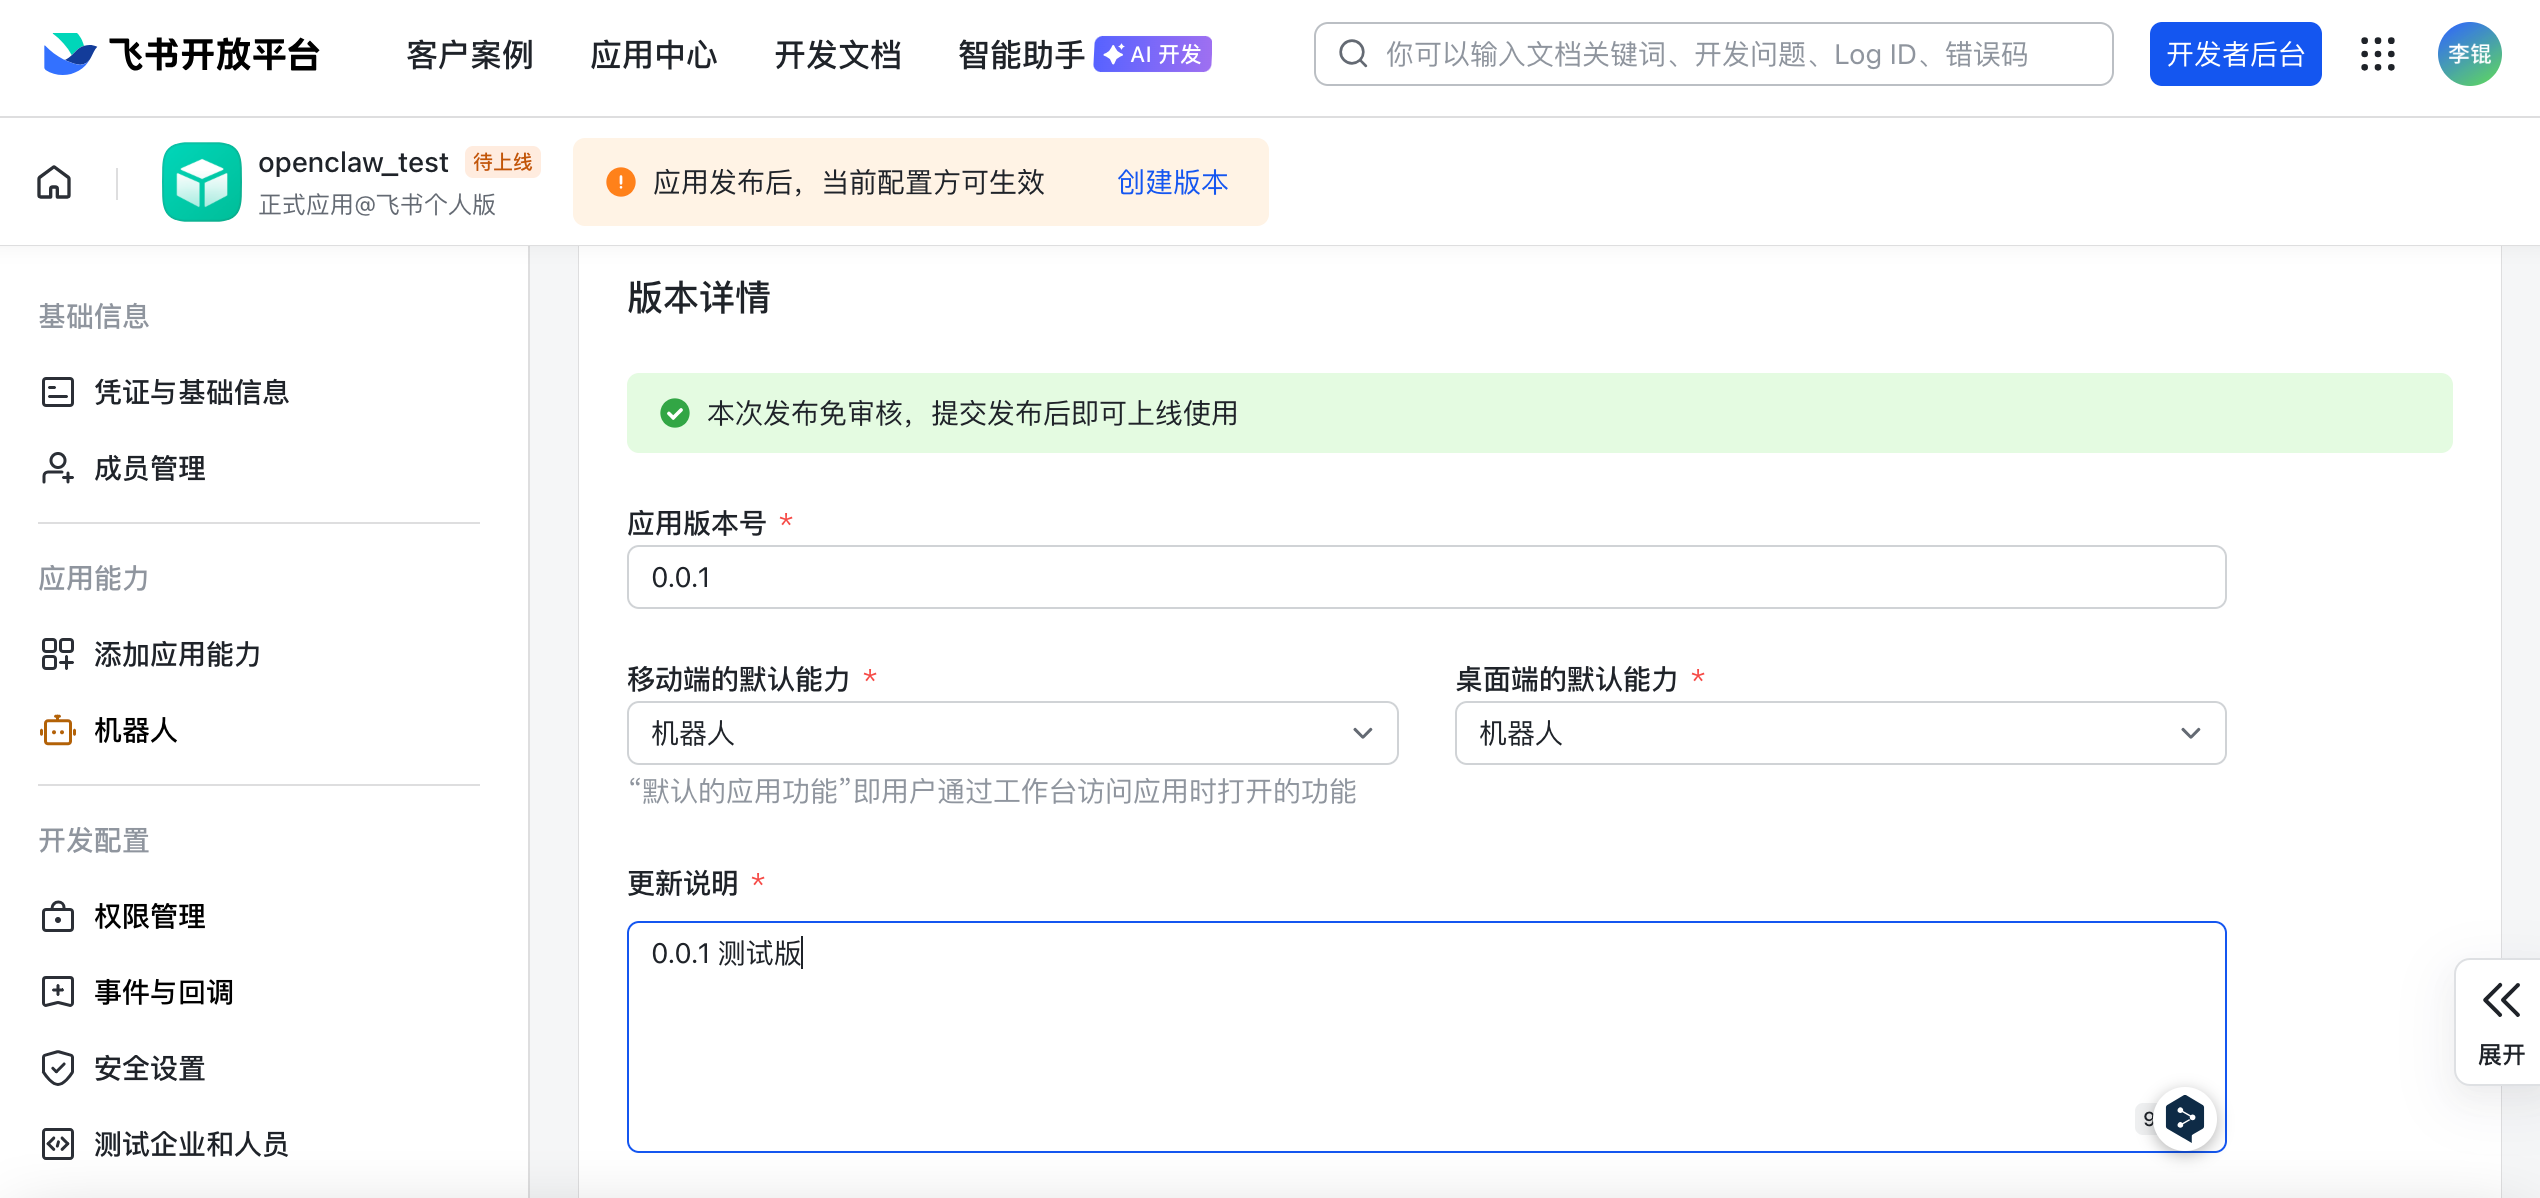 飞书开放平台 客户案例 应用中心 开发文档 智能助手 AI 开发 你可以输入文档关键词、开发问题、Log ID、错误码 开发者后台 李锟
openclaw_test 待上线
正式应用@飞书个人版
应用发布后，当前配置方可生效 创建版本
基础信息
凭证与基础信息
成员管理
应用能力
添加应用能力
机器人
开发配置
权限管理
事件与回调
安全设置
测试企业和人员
版本详情
本次发布免审核，提交发布后即可上线使用
应用版本号 *
0.0.1
移动端的默认能力 * 桌面端的默认能力 *
机器人 机器人
“默认的应用功能”即用户通过工作台访问应用时打开的功能
更新说明 *
0.0.1 测试版
9
展开